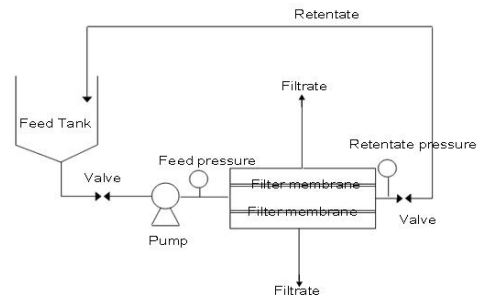 Retentate
Filtrate
Feed Tank
Retentate pressure
Feed pressure
Valve
Filter membrane
Filter membrane
Valve
Pump
Filtrate